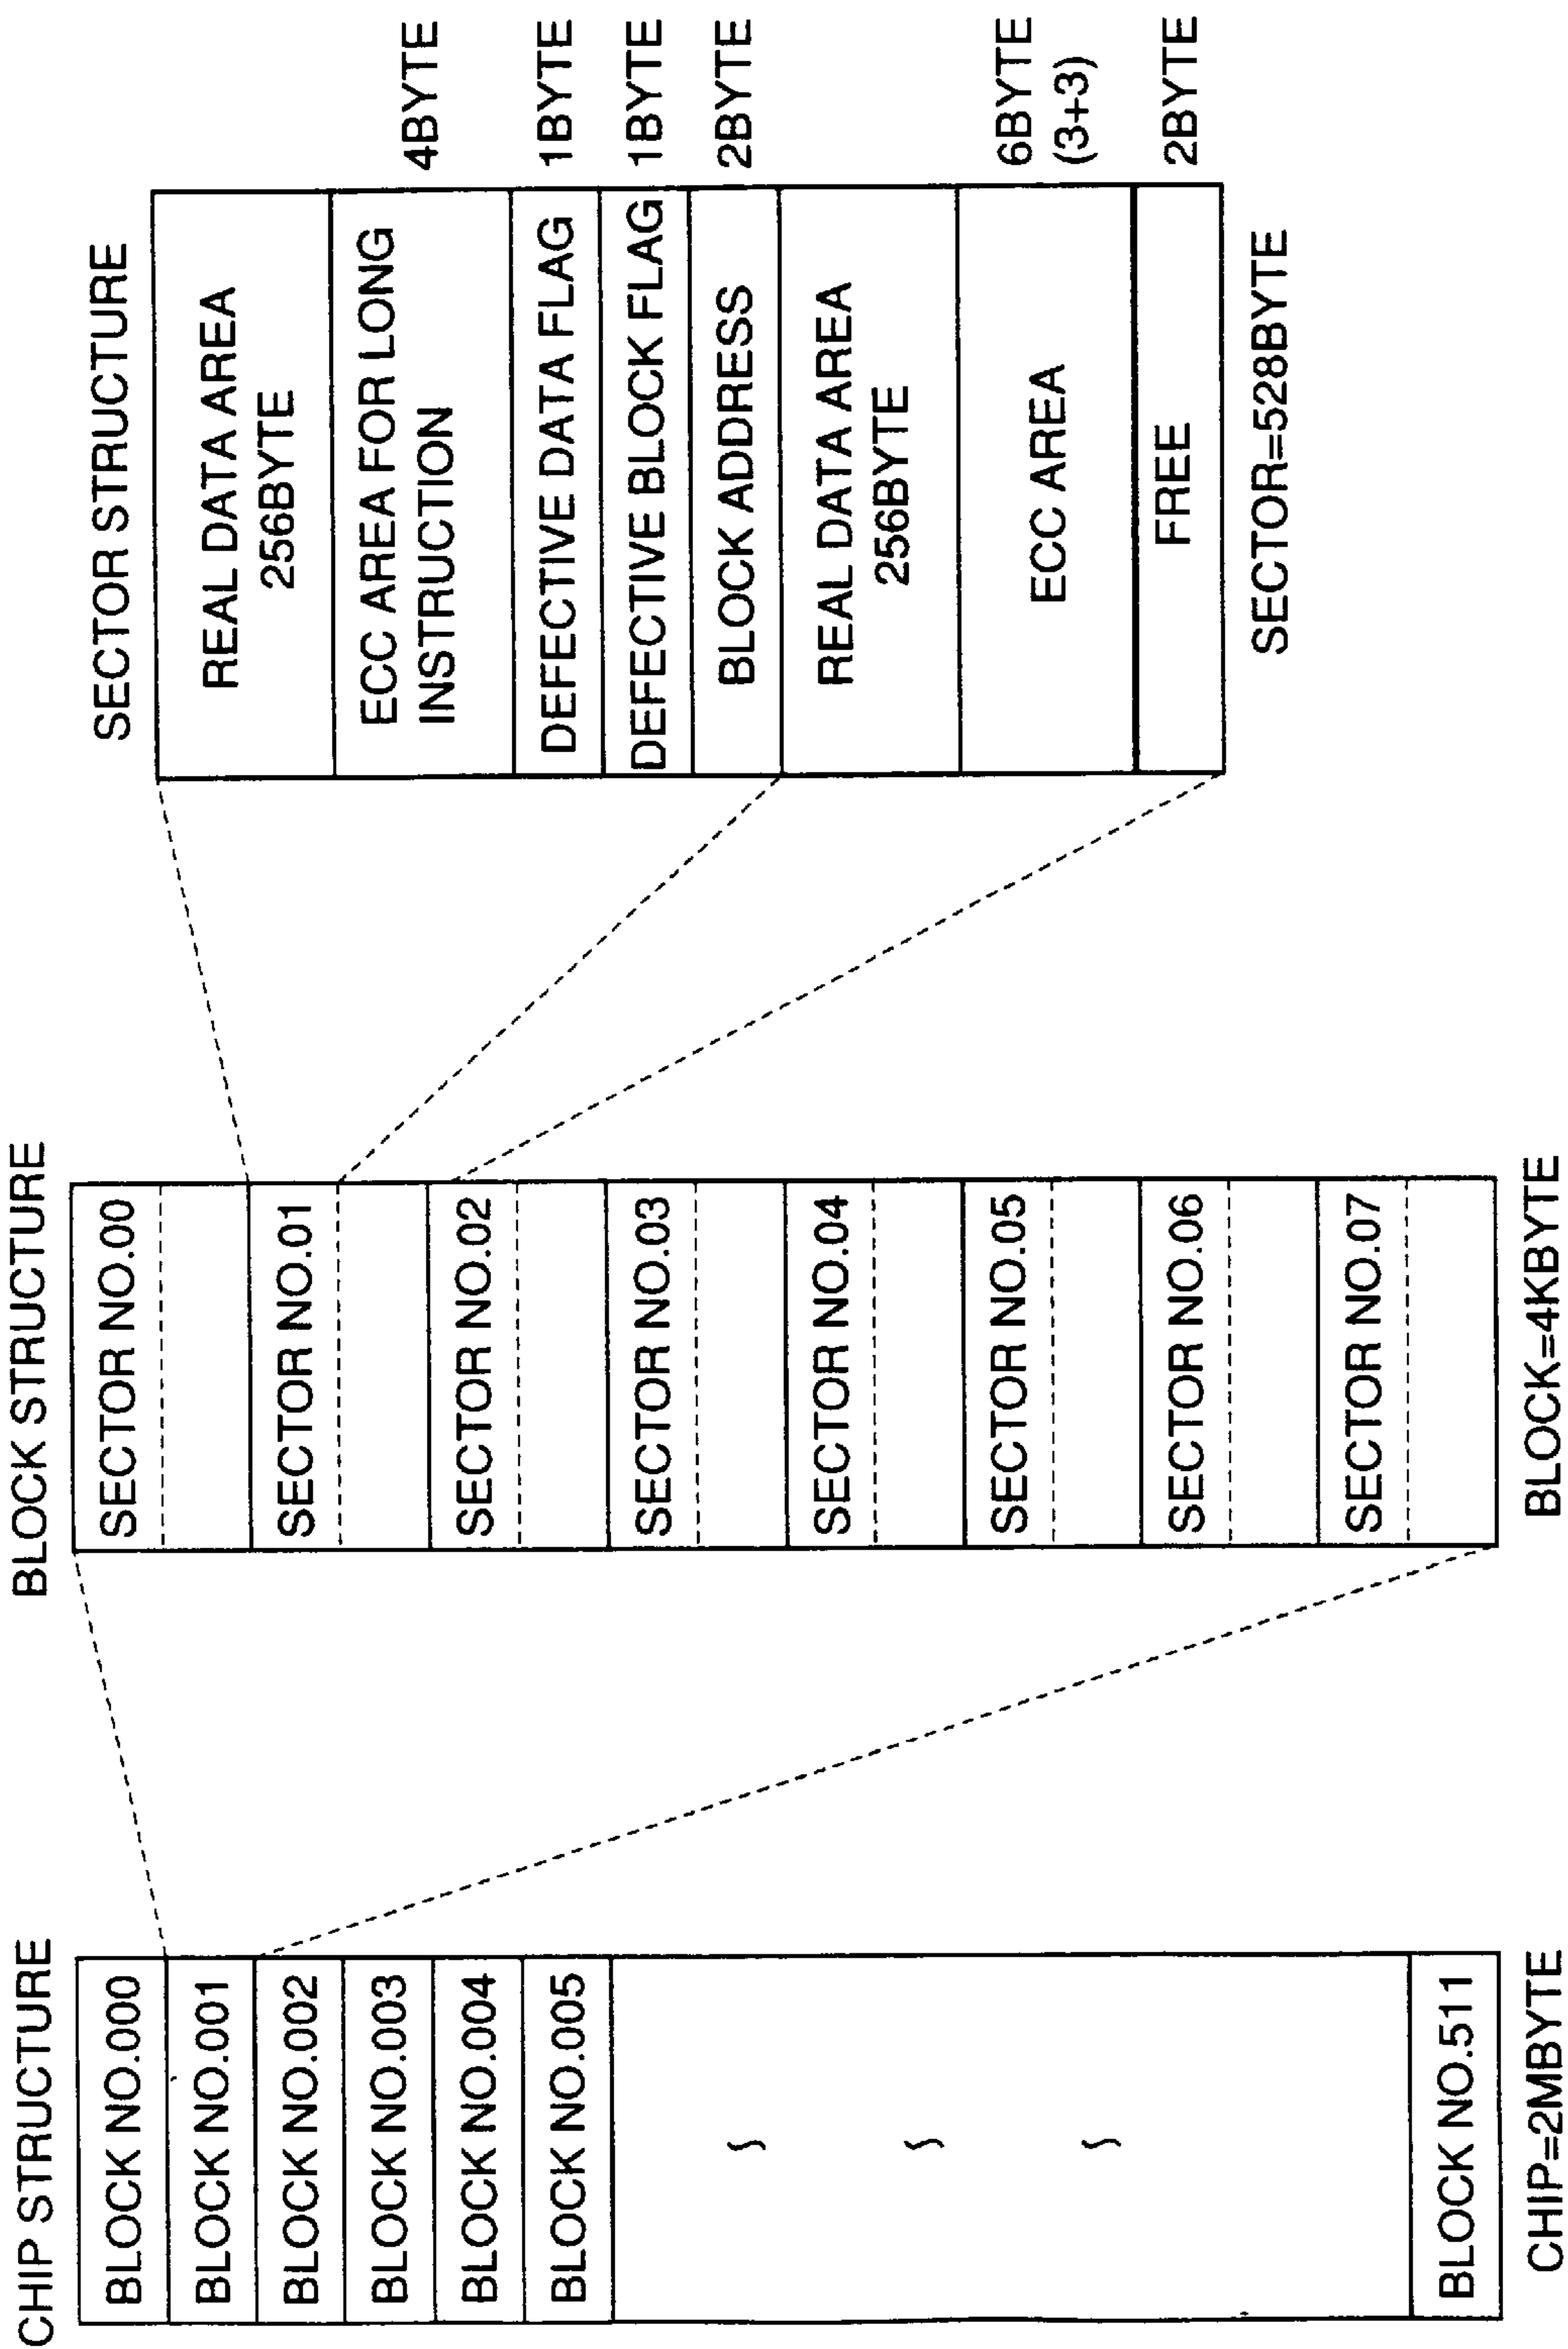 CHIP STRUCTURE
BLOCK NO.000
BLOCK NO.001
BLOCK NO.002
BLOCK NO.003
BLOCK NO.004
BLOCK NO.005
BLOCK NO.511
CHIP=2MBYTE
BLOCK STRUCTURE
SECTOR NO.00
SECTOR NO.01
SECTOR NO.02
SECTOR NO.03
SECTOR NO.04
SECTOR NO.05
SECTOR NO.06
SECTOR NO.07
BLOCK=4KBYTE
SECTOR STRUCTURE
REAL DATA AREA
256BYTE
ECC AREA FOR LONG
INSTRUCTION
4BYTE
DEFECTIVE DATA FLAG
1BYTE
DEFECTIVE BLOCK FLAG
1BYTE
BLOCK ADDRESS
2BYTE
REAL DATA AREA
256BYTE
ECC AREA
6BYTE
(3+3)
FREE
2BYTE
SECTOR=528BYTE